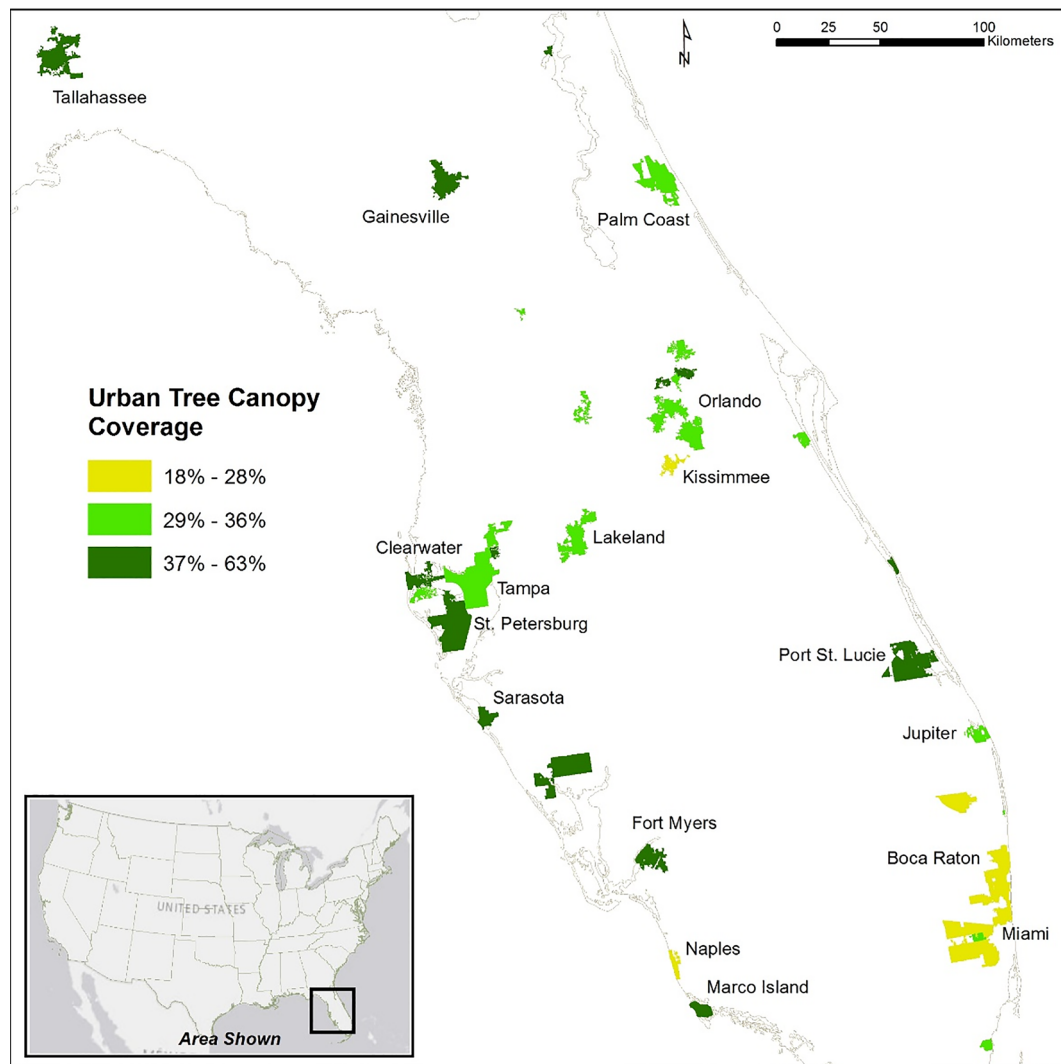 0 25 50 100
Kilometers
N
Tallahassee
Gainesville
Palm Coast
Urban Tree Canopy
Coverage
18% - 28%
29% - 36%
37% - 63%
Orlando
Kissimmee
Lakeland
Clearwater
Tampa
St. Petersburg
Port St. Lucie
Sarasota
Jupiter
Fort Myers
Boca Raton
Miami
Naples
Marco Island
UNITED STATES
Area Shown